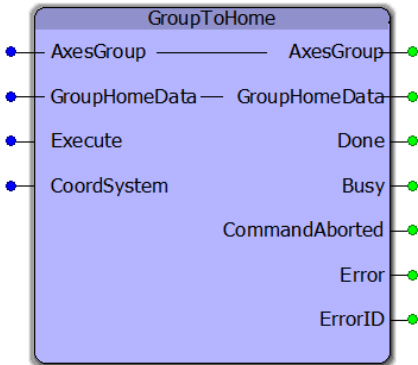 GroupToHome
AxesGroup AxesGroup
GroupHomeData GroupHomeData
Execute Done
CoordSystem Busy
CommandAborted
Error
ErrorID